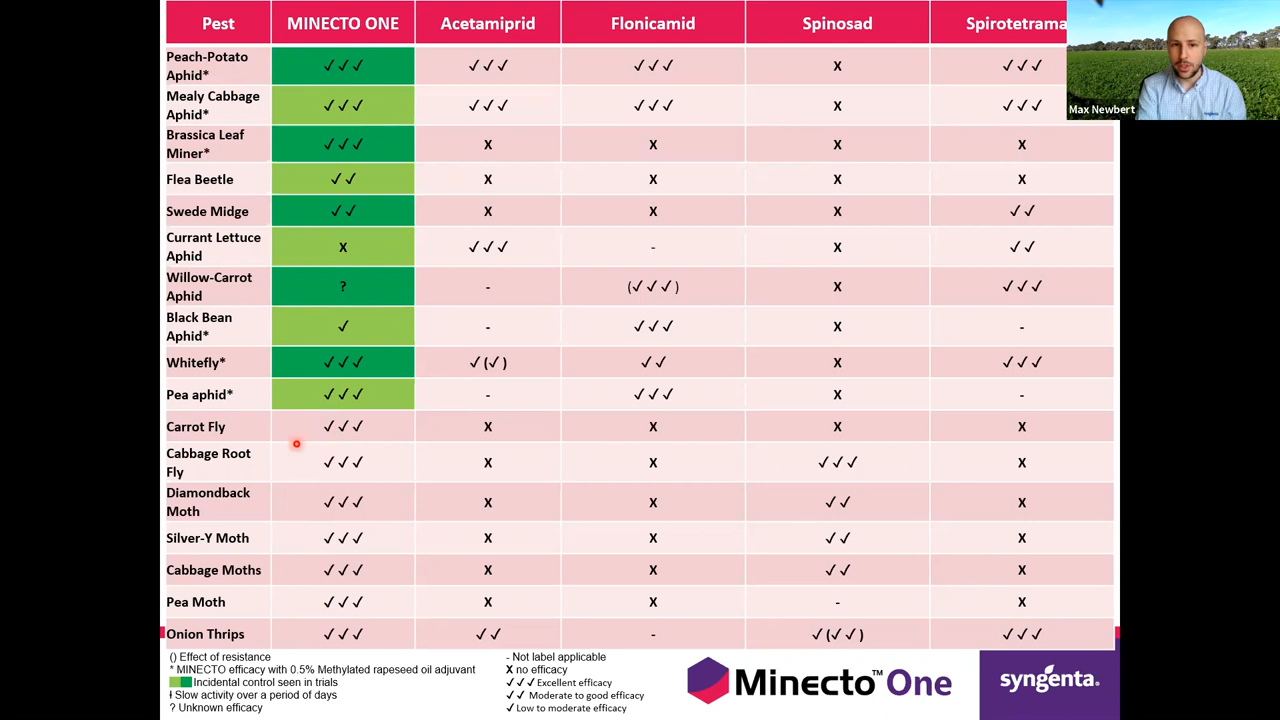 Pest MINECTO ONE Acetamiprid Flonicamid Spinosad Spirotetrama
Peach-Potato
Aphid* ✓✓✓ ✓✓✓ ✓✓✓ X ✓✓✓
Mealy Cabbage
Aphid* ✓✓✓ ✓✓✓ ✓✓✓ X ✓✓✓
Max Newbert
Brassica Leaf
Miner* ✓✓✓ X X X X
Flea Beetle ✓✓ X X X X
Swede Midge ✓✓ X X X ✓✓
Currant Lettuce
Aphid X ✓✓✓ - X ✓✓
Willow-Carrot
Aphid ? - (✓✓✓) X ✓✓✓
Black Bean
Aphid* ✓ - ✓✓✓ X -
Whitefly* ✓✓✓ ✓(✓) ✓✓ X ✓✓✓
Pea aphid* ✓✓✓ - ✓✓✓ X -
Carrot Fly ✓✓✓ X X X X
Cabbage Root
Fly ✓✓✓ X X ✓✓✓ X
Diamondback
Moth ✓✓✓ X X ✓✓ X
Silver-Y Moth ✓✓✓ X X ✓✓ X
Cabbage Moths ✓✓✓ X X ✓✓ X
Pea Moth ✓✓✓ X X - X
Onion Thrips ✓✓✓ ✓✓ - ✓(✓✓) ✓✓✓
() Effect of resistance
* MINECTO efficacy with 0.5% Methylated rapeseed oil adjuvant
Incidental control seen in trials
ƚ Slow activity over a period of days
? Unknown efficacy
- Not label applicable
X no efficacy
✓✓✓ Excellent efficacy
✓✓ Moderate to good efficacy
✓ Low to moderate efficacy
Minecto™ One
syngenta.